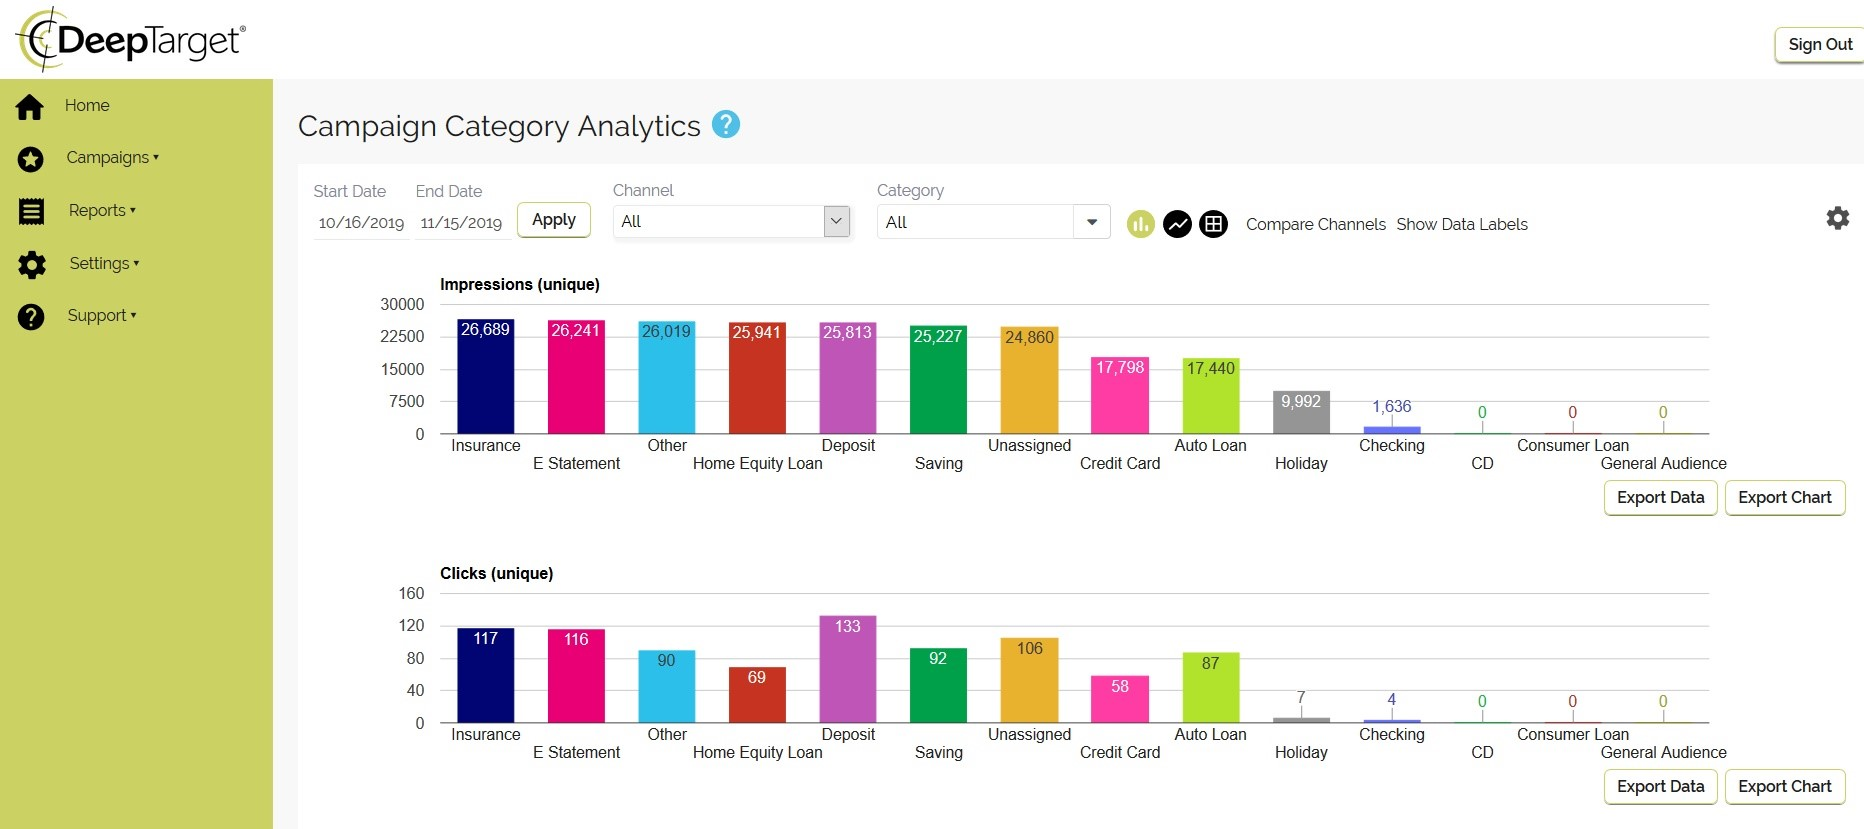 DeepTarget®
Sign Out
Home
Campaigns
Reports
Settings
Support
Campaign Category Analytics ?
Start Date End Date Channel Category
10/16/2019 11/15/2019 Apply All All Compare Channels Show Data Labels
Impressions (unique)
30000
22500
15000
7500
0
26,689 26,241 26,019 25,941 25,813 25,227 24,860 17,798 17,440 9,992 1,636 0 0 0
Insurance Other Deposit Unassigned Auto Loan Checking Consumer Loan
E Statement Home Equity Loan Saving Credit Card Holiday CD General Audience
Export Data Export Chart
Clicks (unique)
160
120
80
40
0
117 116 90 69 133 92 106 58 87 7 4 0 0 0
Insurance Other Deposit Unassigned Auto Loan Checking Consumer Loan
E Statement Home Equity Loan Saving Credit Card Holiday CD General Audience
Export Data Export Chart